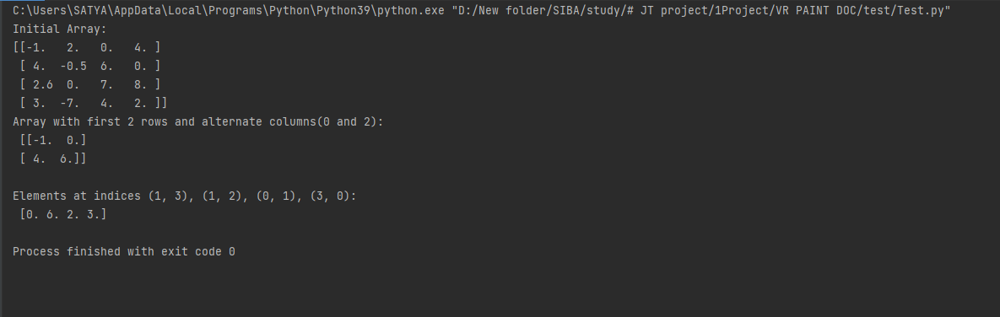 C:\Users\SATYA\AppData\Local\Programs\Python\Python39\python.exe "D:/New folder/SIBA/study/# JT project/1Project/VR PAINT DOC/test/Test.py"
Initial Array:
[[-1.   2.   0.   4. ]
 [ 4.  -0.5  6.   0. ]
 [ 2.6  0.   7.   8. ]
 [ 3.  -7.   4.   2. ]]
Array with first 2 rows and alternate columns(0 and 2):
 [[-1.  0.]
 [ 4.  6.]]
Elements at indices (1, 3), (1, 2), (0, 1), (3, 0):
 [0. 6. 2. 3.]
Process finished with exit code 0